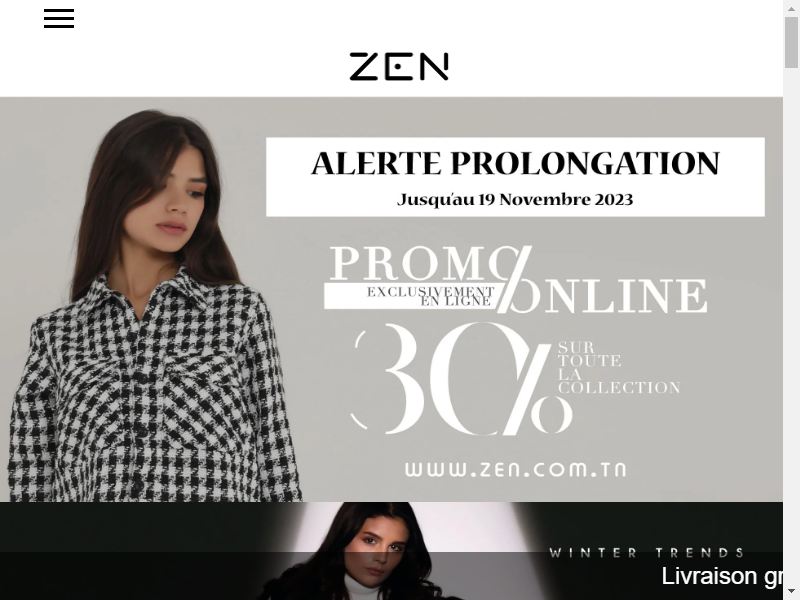 ZEN
ALERTE PROLONGATION
Jusqu'au 19 Novembre 2023
PROMO ONLINE
EXCLUSIVEMENT
EN LIGNE
30%
SUR
TOUTE
LA
COLLECTION
www.zen.com.tn
WINTER TRENDS
Livraison gr